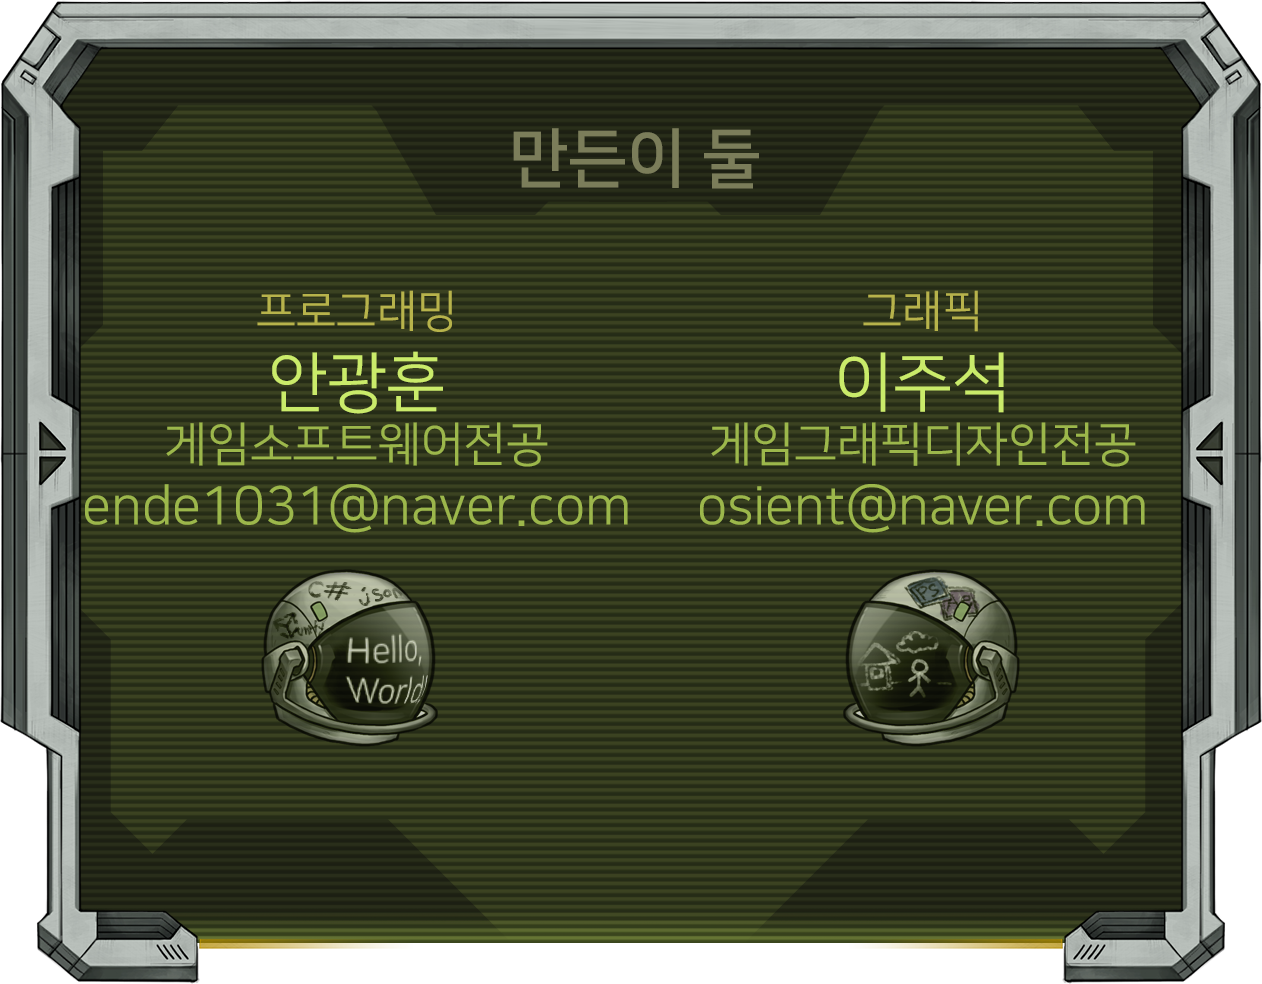 만든이 둘
프로그래밍
안광훈
게임소프트웨어전공
ende1031@naver.com
C# json
unity
Hello,
World!
그래픽
이주석
게임그래픽디자인전공
osient@naver.com
PS